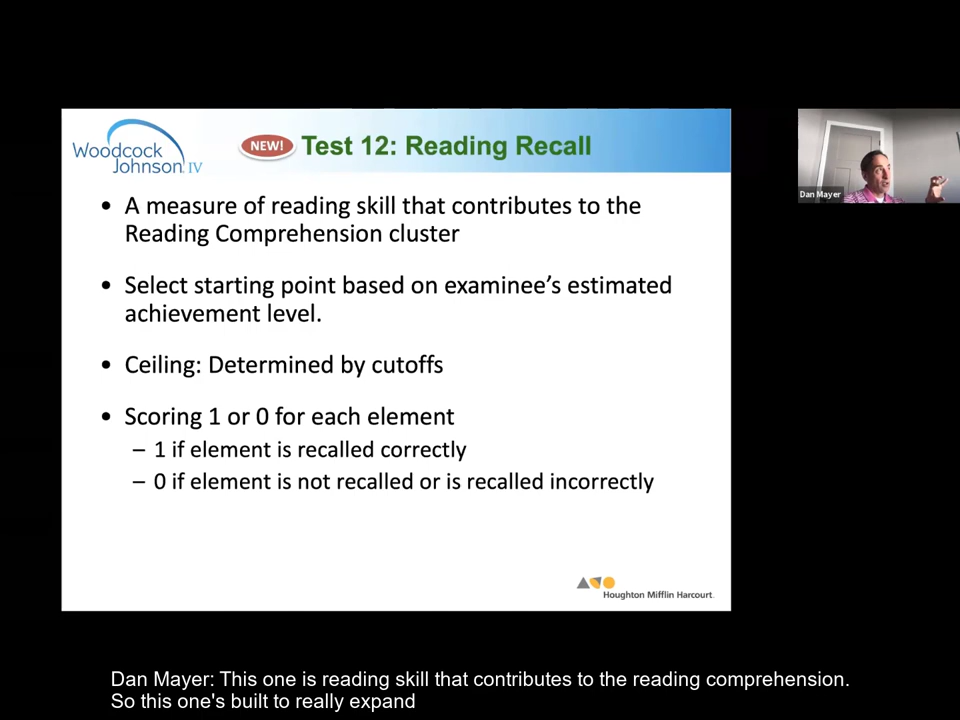 Woodcock
Johnson IV
NEW! Test 12: Reading Recall
• A measure of reading skill that contributes to the
Reading Comprehension cluster
• Select starting point based on examinee’s estimated
achievement level.
• Ceiling: Determined by cutoffs
• Scoring 1 or 0 for each element
– 1 if element is recalled correctly
– 0 if element is not recalled or is recalled incorrectly
Houghton Mifflin Harcourt.
Dan Mayer
Dan Mayer: This one is reading skill that contributes to the reading comprehension.
So this one's built to really expand